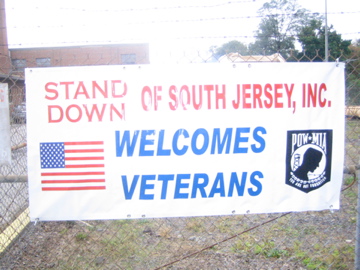 STAND DOWN OF SOUTH JERSEY, INC.
WELCOMES
VETERANS
POW★MIA